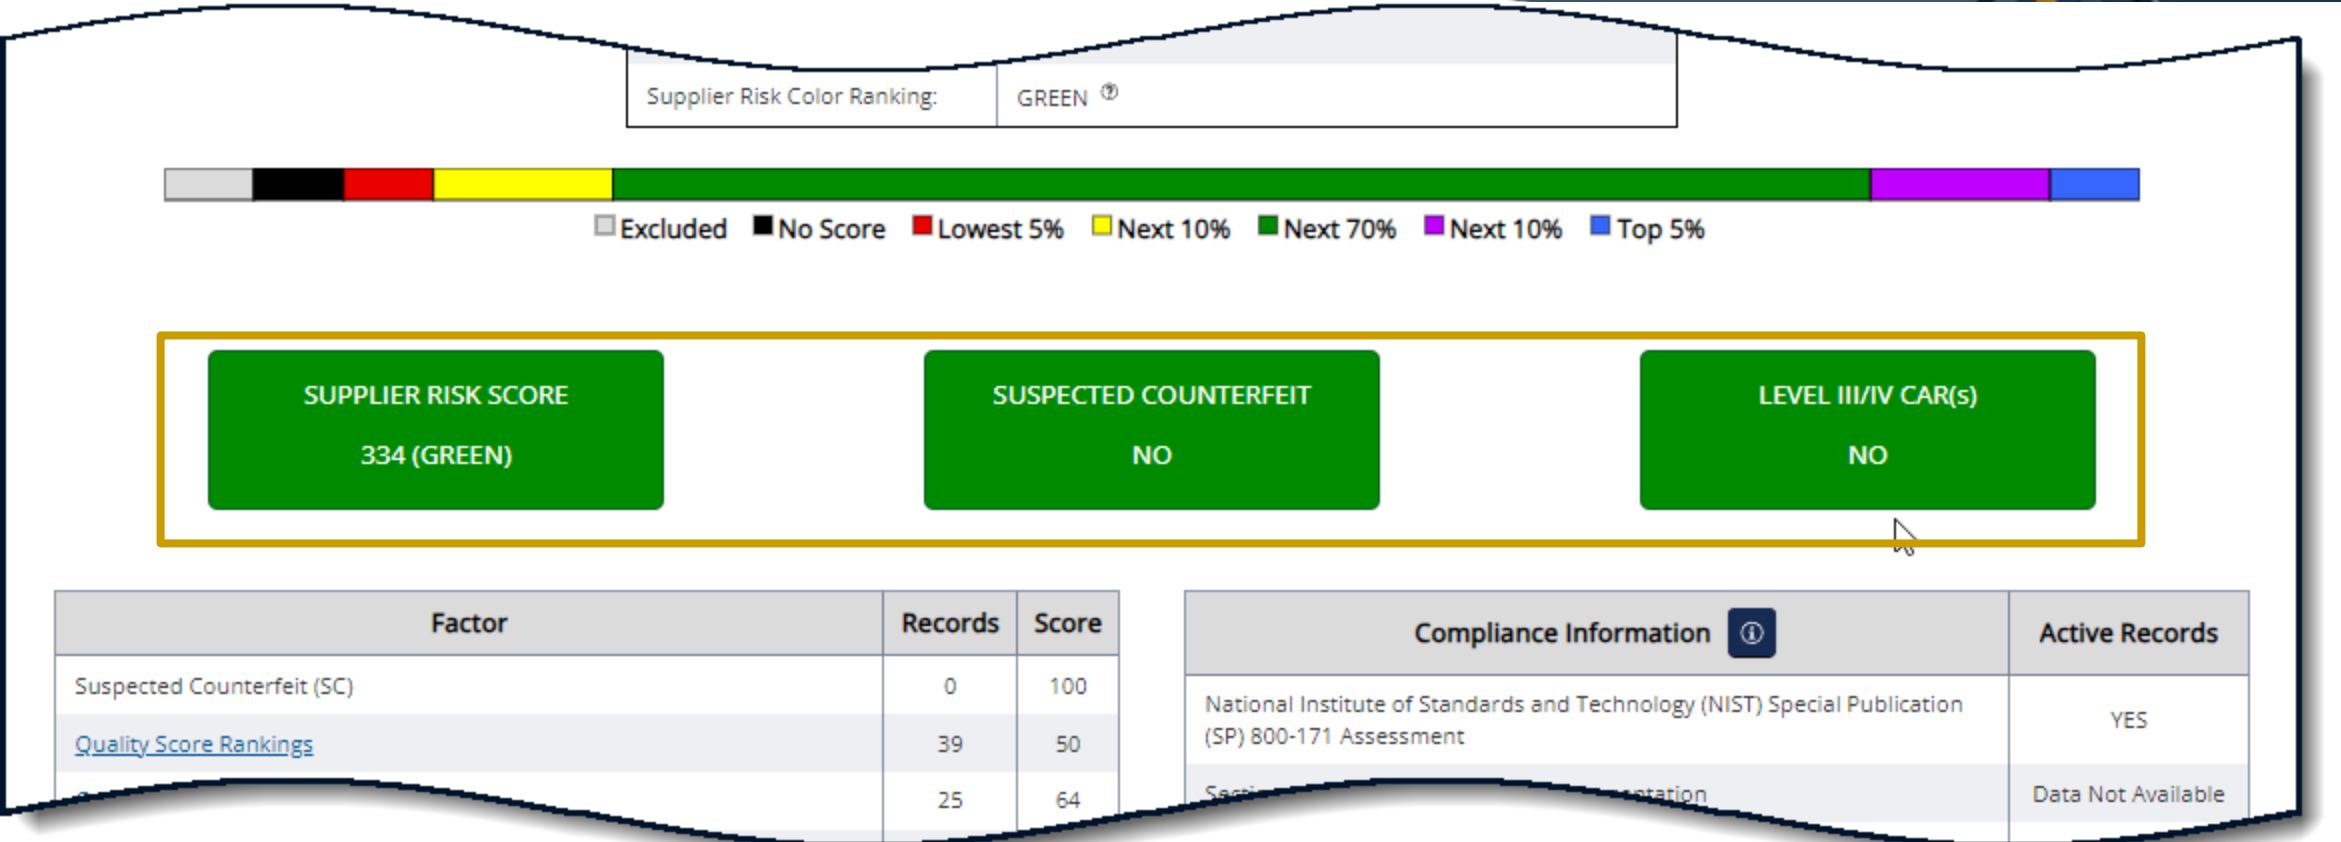 Supplier Risk Color Ranking: GREEN
Excluded No Score Lowest 5% Next 10% Next 70% Next 10% Top 5%
SUPPLIER RISK SCORE
334 (GREEN)
SUSPECTED COUNTERFEIT
NO
LEVEL III/IV CAR(s)
NO
Factor Records Score
Suspected Counterfeit (SC) 0 100
Quality Score Rankings 39 50
25 64
Compliance Information Active Records
National Institute of Standards and Technology (NIST) Special Publication
(SP) 800-171 Assessment YES
Data Not Available